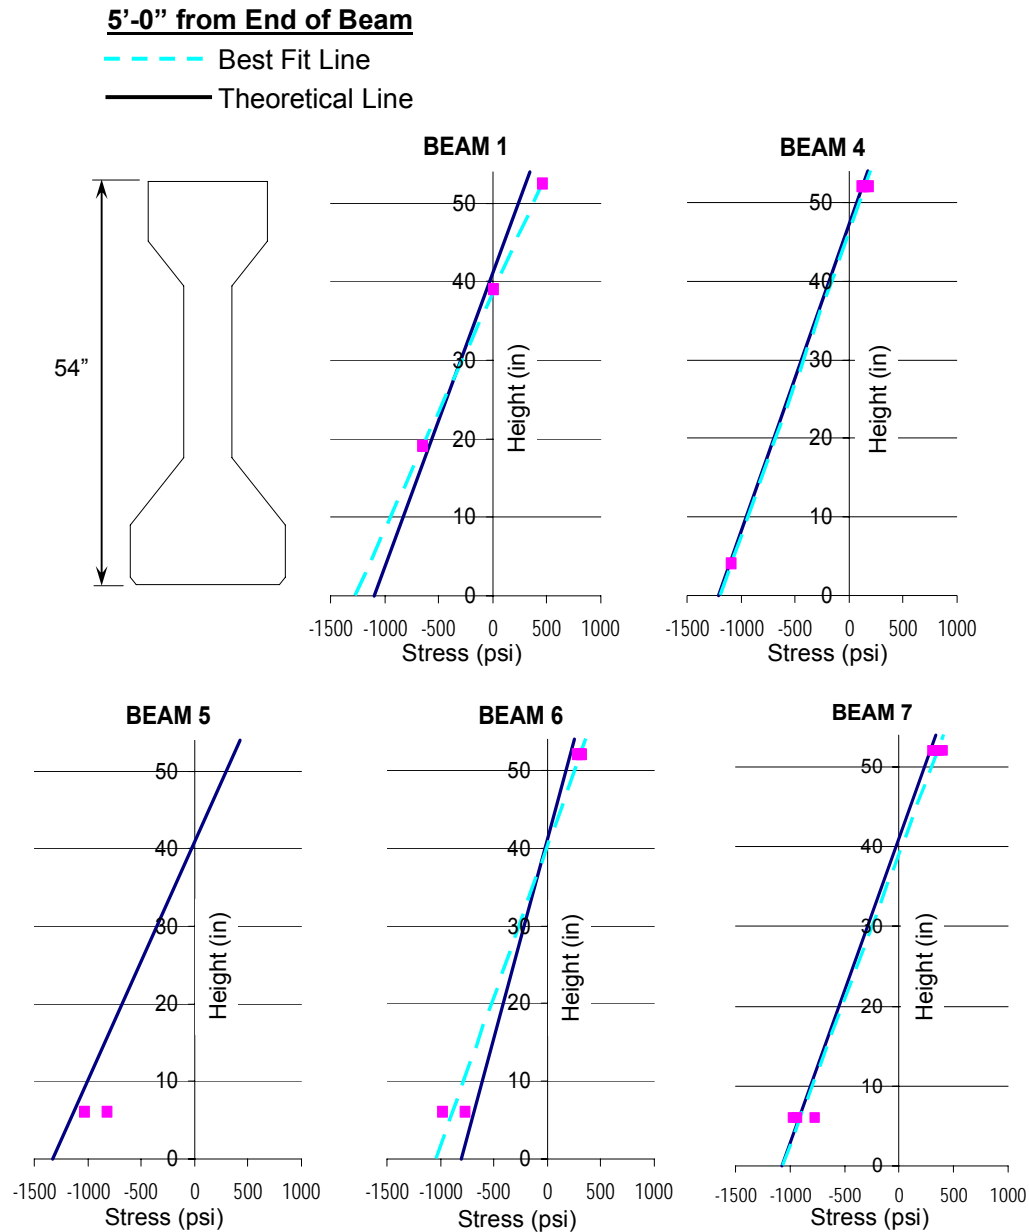 5’-0” from End of Beam
Best Fit Line
Theoretical Line
54”
BEAM 1
50
40
30
20
10
0
Height (in)
-1500 -1000 -500 0 500 1000
Stress (psi)
BEAM 4
50
40
30
20
10
0
Height (in)
-1500 -1000 -500 0 500 1000
Stress (psi)
BEAM 5
50
40
30
20
10
0
Height (in)
-1500 -1000 -500 0 500 1000
Stress (psi)
BEAM 6
50
40
30
20
10
0
Height (in)
-1500 -1000 -500 0 500 1000
Stress (psi)
BEAM 7
50
40
30
20
10
0
Height (in)
-1500 -1000 -500 0 500 1000
Stress (psi)